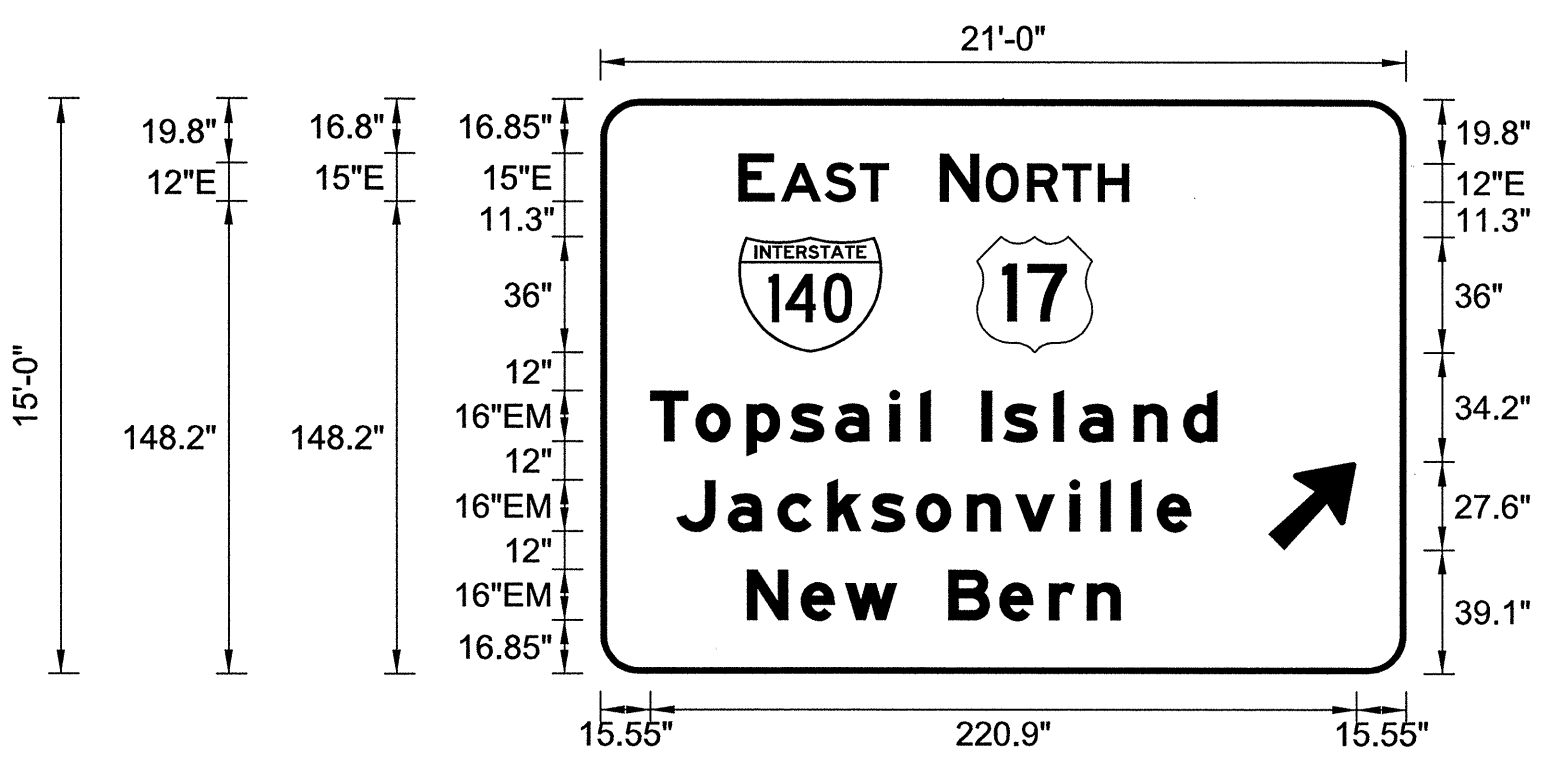 21'-0"
19.8" 16.8" 16.85" 19.8"
12"E 15"E 15"E EAST NORTH 12"E
11.3" 11.3"
INTERSTATE
36" 140 17 36"
12"
15'-0" 148.2" 148.2" 16"EM Topsail Island 34.2"
12"
16"EM Jacksonville 27.6"
12"
16"EM New Bern 39.1"
16.85"
15.55" 220.9" 15.55"